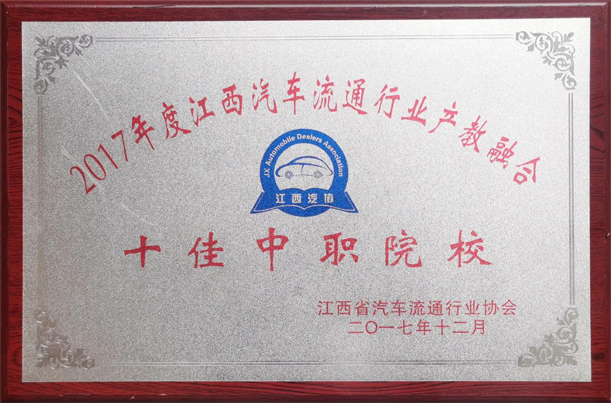 2017年度江西汽车流通行业产教融合
JX Automobile Dealers Association
江西汽协
十佳中职院校
江西省汽车流通行业协会
二〇一七年十二月